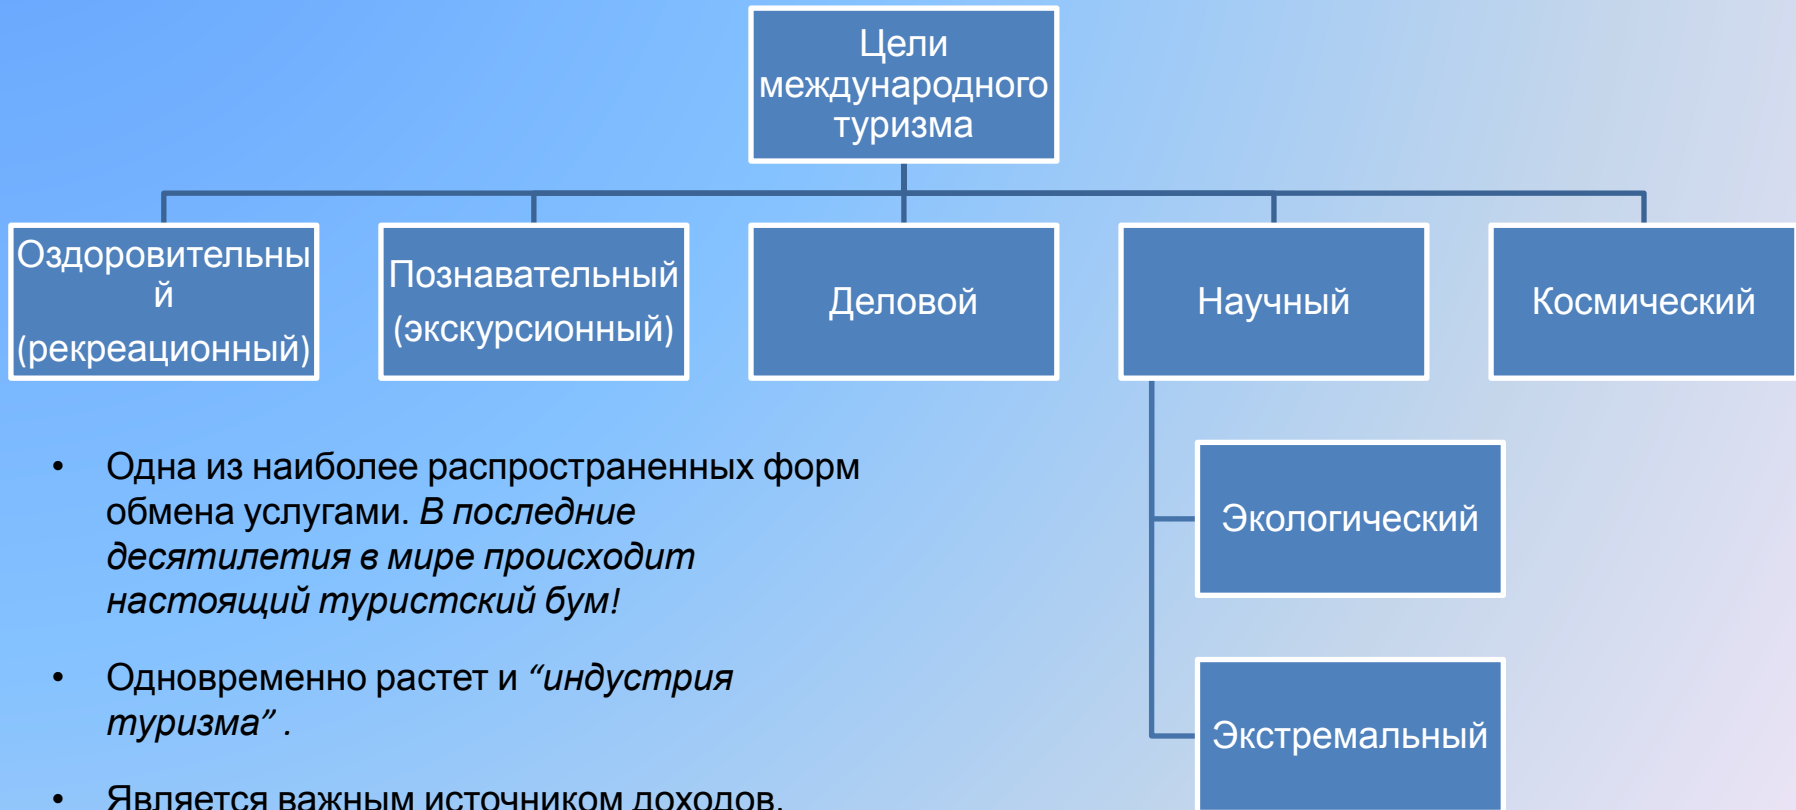 Цели
международного
туризма
Оздоровительны
й
(рекреационный)
Познавательный
(экскурсионный)
Деловой
Научный
Космический
Экологический
Экстремальный
• Одна из наиболее распространенных форм
обмена услугами. В последние
десятилетия в мире происходит
настоящий туристский бум!
• Одновременно растет и “индустрия
туризма” .
• Является важным источником доходов.